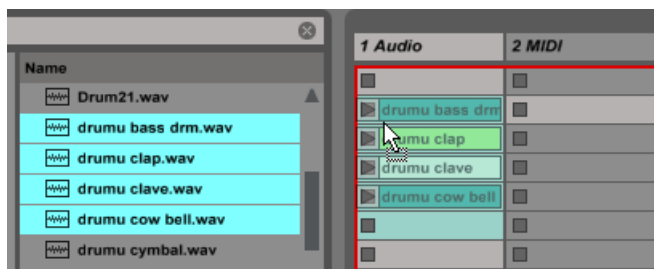 Name
Drum21.wav
drumu bass drm.wav
drumu clap.wav
drumu clave.wav
drumu cow bell.wav
drumu cymbal.wav
1 Audio
2 MIDI
drumu bass drm
drumu clap
drumu clave
drumu cow bell